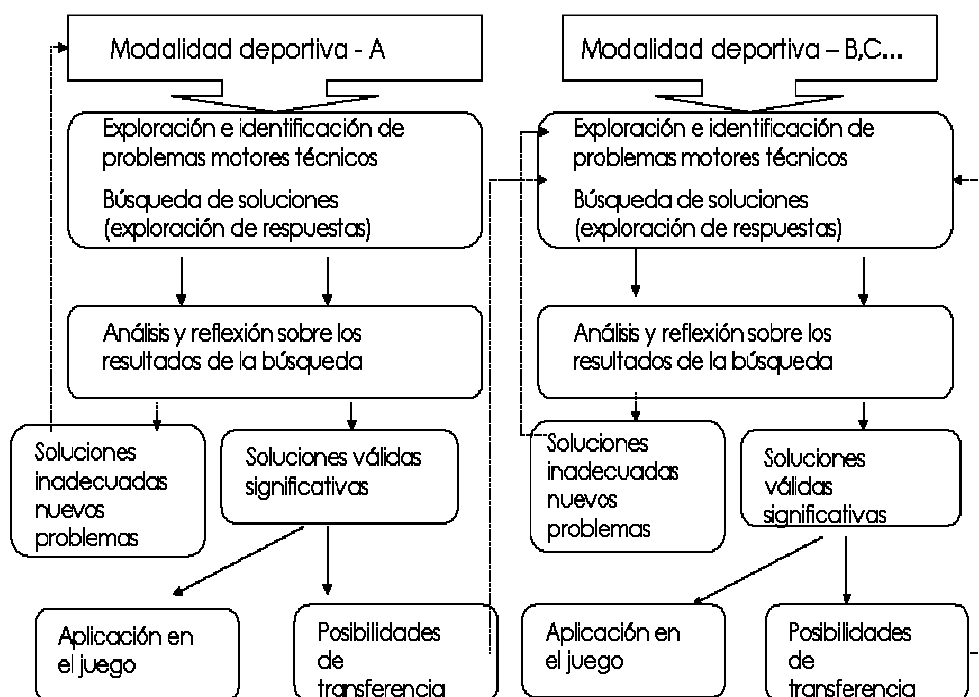 Modalidad deportiva - A
Exploración e identificación de
problemas motores técnicos
Búsqueda de soluciones
(exploración de respuestas)
Análisis y reflexión sobre los
resultados de la búsqueda
Soluciones
inadecuadas
nuevos
problemas
Soluciones válidas
significativas
Aplicación en
el juego
Posibilidades
de
transferencia
Modalidad deportiva – B,C...
Exploración e identificación de
problemas motores técnicos
Búsqueda de soluciones
(exploración de respuestas)
Análisis y reflexión sobre los
resultados de la búsqueda
Soluciones
inadecuadas
nuevos
problemas
Soluciones
válidas
significativas
Aplicación en
el juego
Posibilidades
de
transferencia